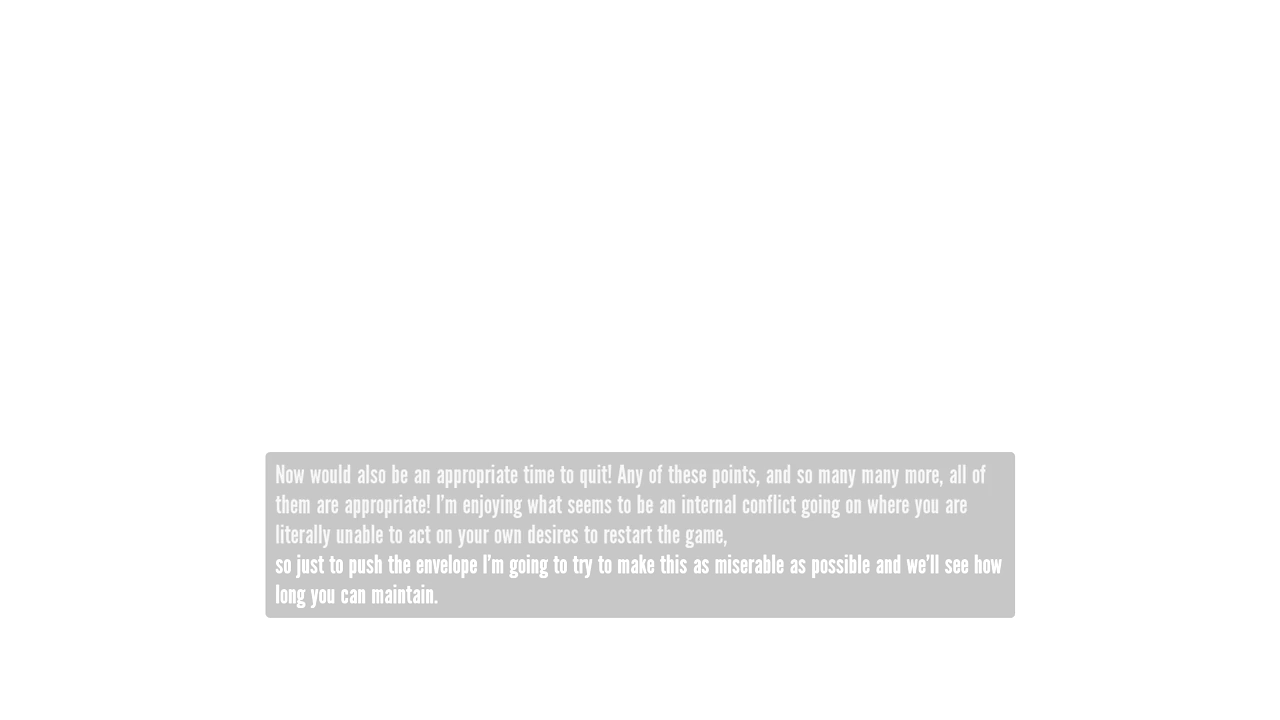 Now would also be an appropriate time to quit! Any of these points, and so many many more, all of
them are appropriate! I'm enjoying what seems to be an internal conflict going on where you are
literally unable to act on your own desires to restart the game,
so just to push the envelope I'm going to try to make this as miserable as possible and we'll see how
long you can maintain.